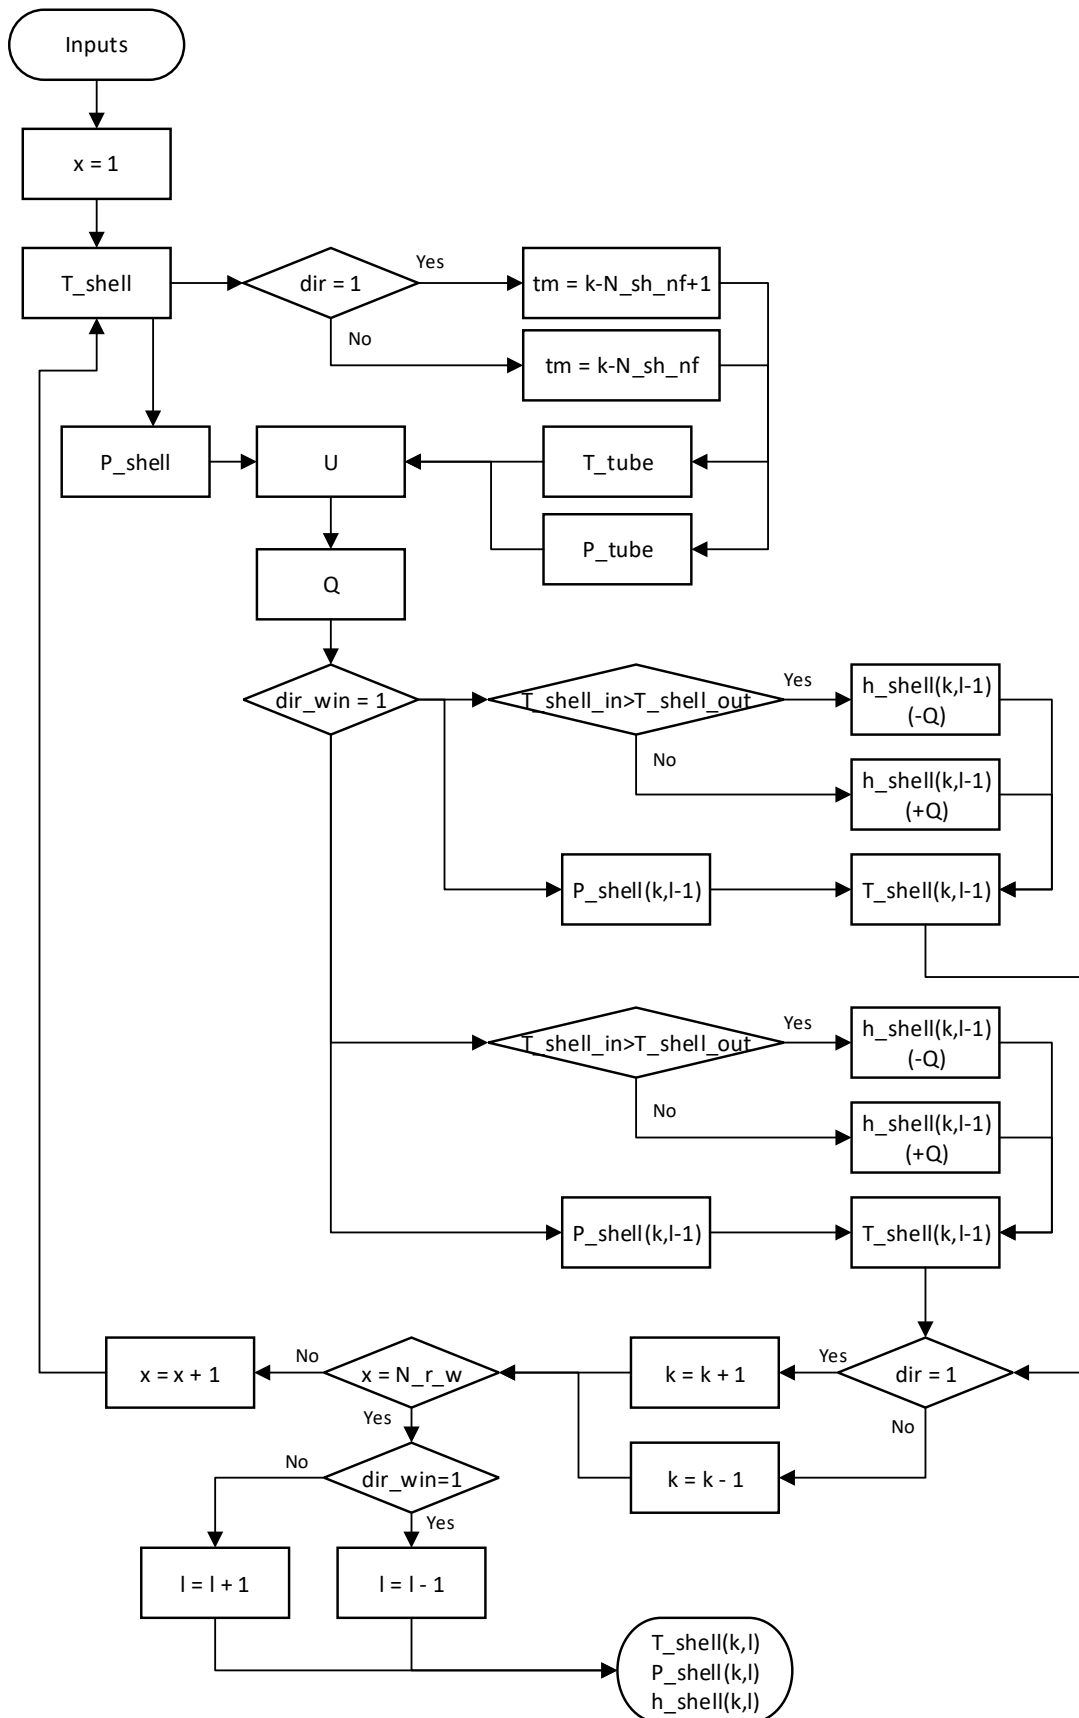 Inputs
x = 1
T_shell
dir = 1
Yes
tm = k-N_sh_nf+1
No
tm = k-N_sh_nf
P_shell
U
T_tube
P_tube
Q
dir_win = 1
T_shell_in>T_shell_out
Yes
h_shell(k,l-1)
(-Q)
No
h_shell(k,l-1)
(+Q)
P_shell(k,l-1)
T_shell(k,l-1)
T_shell_in>T_shell_out
Yes
h_shell(k,l-1)
(-Q)
No
h_shell(k,l-1)
(+Q)
P_shell(k,l-1)
T_shell(k,l-1)
x = x + 1
No
x = N_r_w
k = k + 1
Yes
dir = 1
Yes
No
No
dir_win=1
k = k - 1
Yes
l = l + 1
l = l - 1
T_shell(k,l)
P_shell(k,l)
h_shell(k,l)